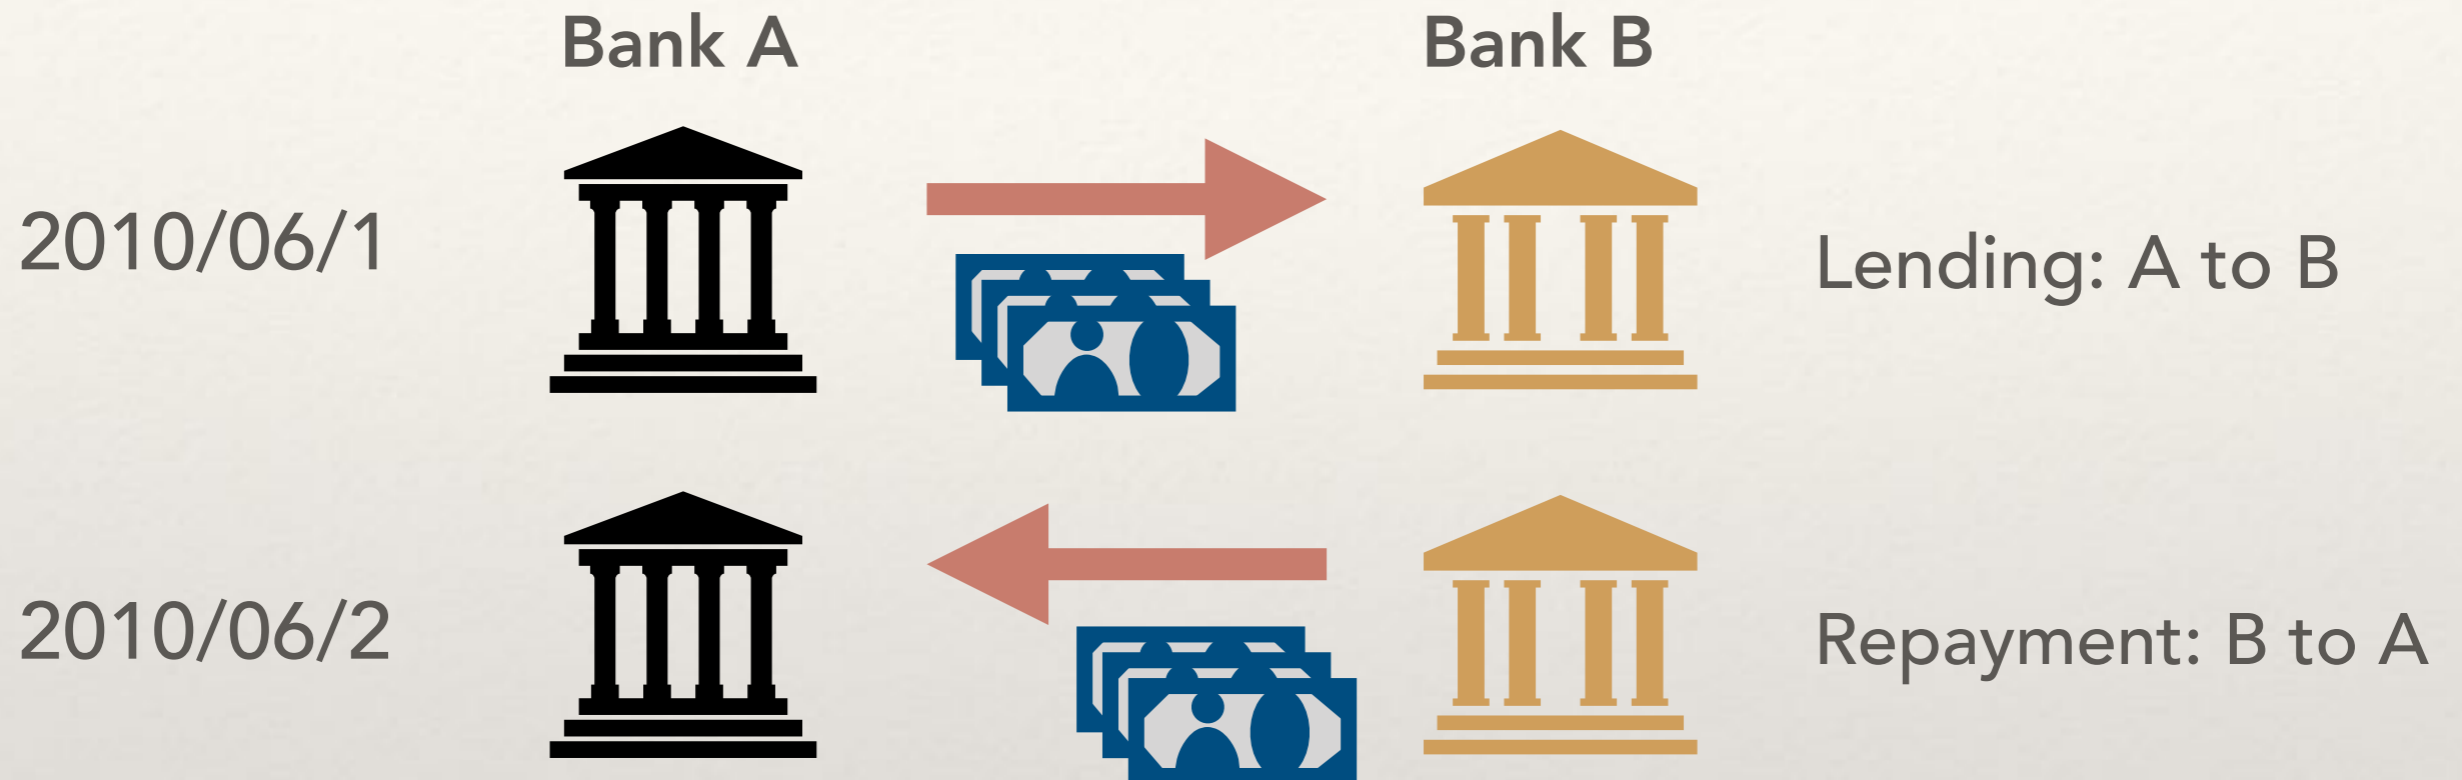 Bank A
Bank B
2010/06/1
Lending: A to B
2010/06/2
Repayment: B to A